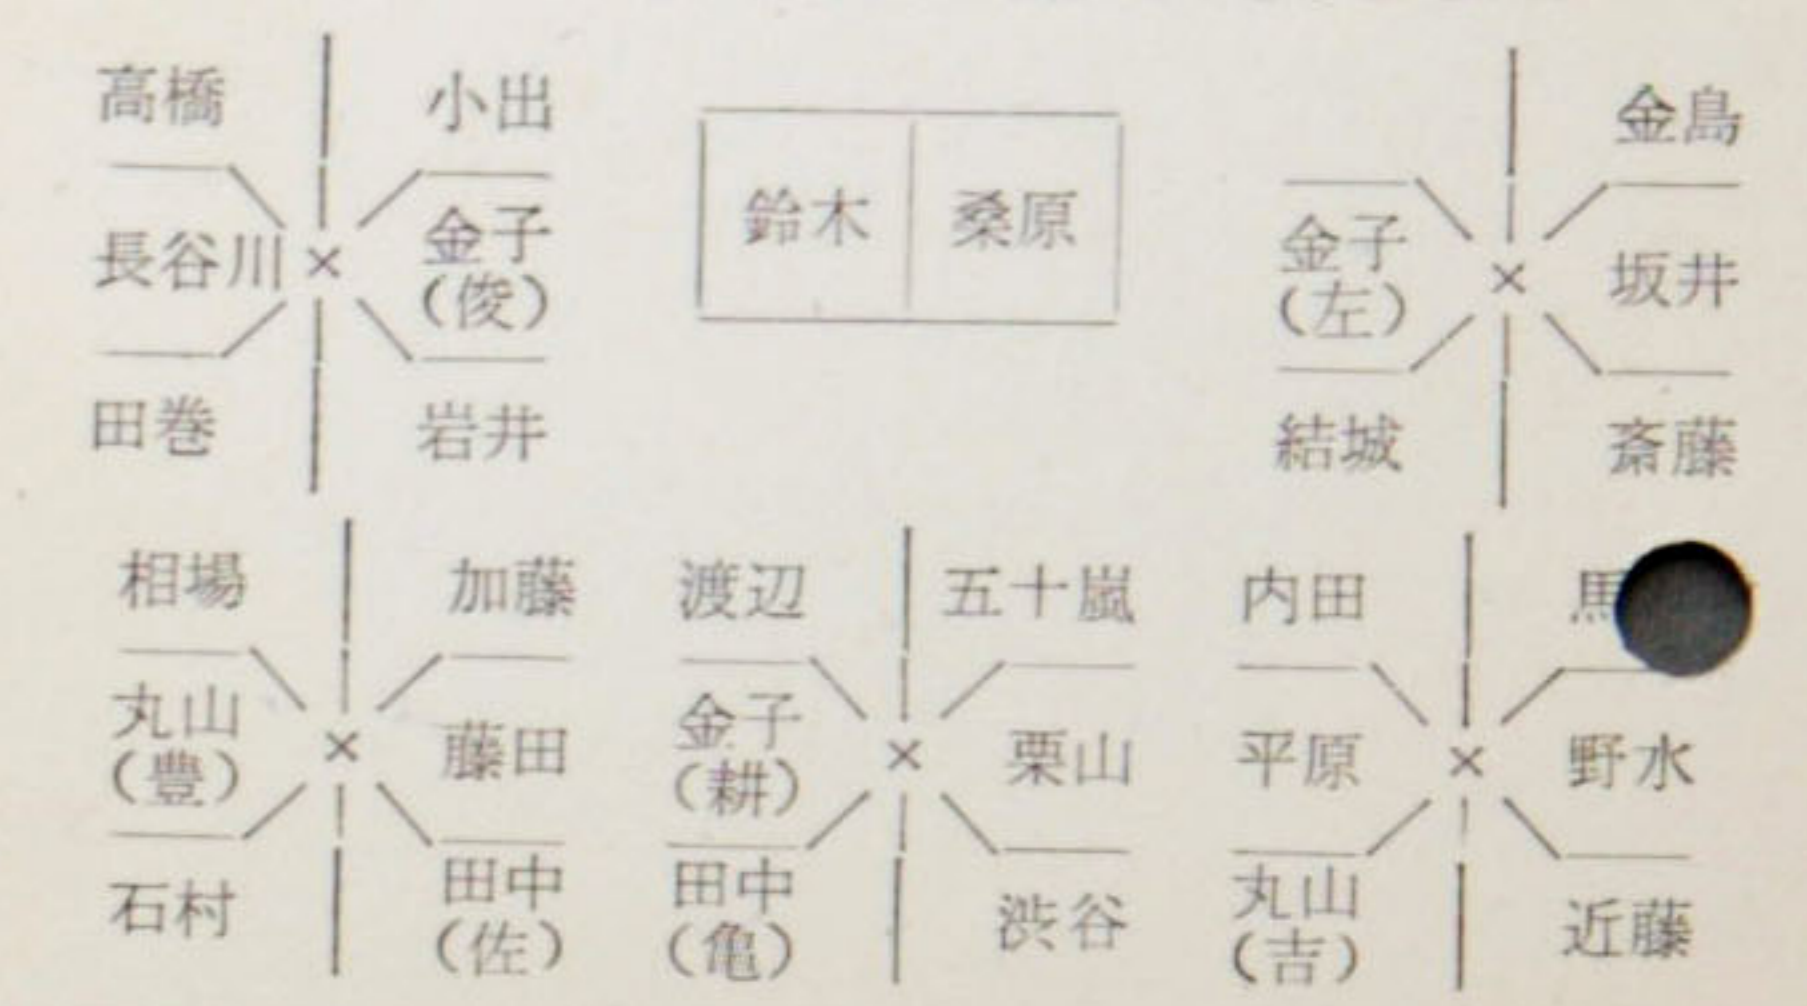 高橋 小出
長谷川 × 金子(俊)
田巻 岩井
鈴木 桑原
金島
金子(左) × 坂井
結城 斎藤
相場 加藤
丸山(豊) × 藤田
石村 田中(佐)
渡辺 五十嵐
金子(耕) × 栗山
田中(亀) 渋谷
内田 馬
平原 × 野水
丸山(吉) 近藤